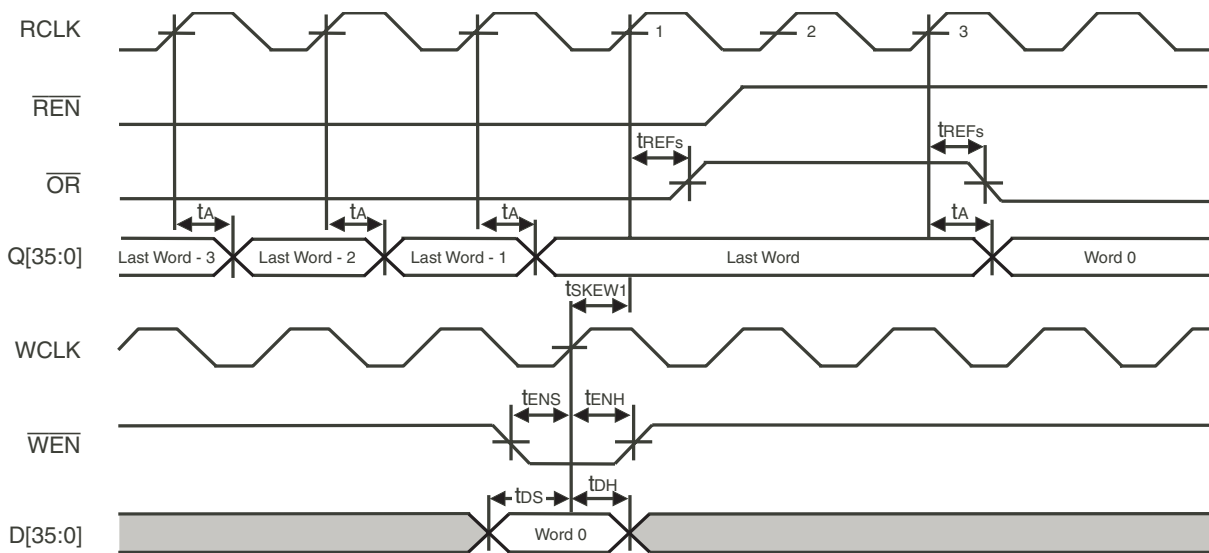 RCLK 1 2 3
REN
tREFs tREFs
OR
tA tA tA tA
Q[35:0] Last Word - 3 Last Word - 2 Last Word - 1 Last Word Word 0
tSKEW1
WCLK
tENS tENH
WEN
tDS tDH
D[35:0] Word 0